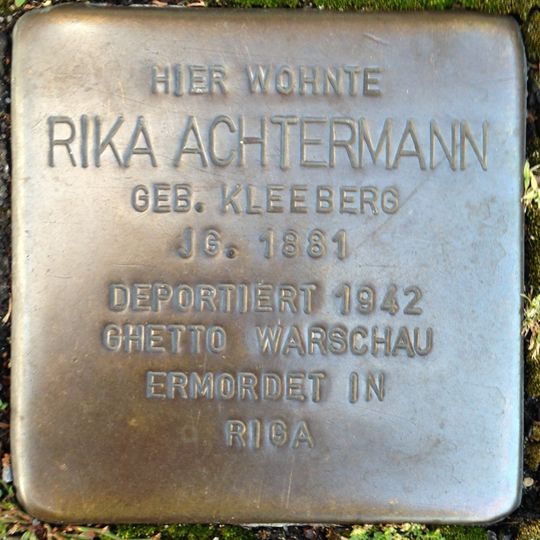 HIER WOHNTE
RIKA ACHTERMANN
GEB. KLEEBERG
JG. 1881
DEPORTIERT 1942
GHETTO WARSCHAU
ERMORDET IN
RIGA